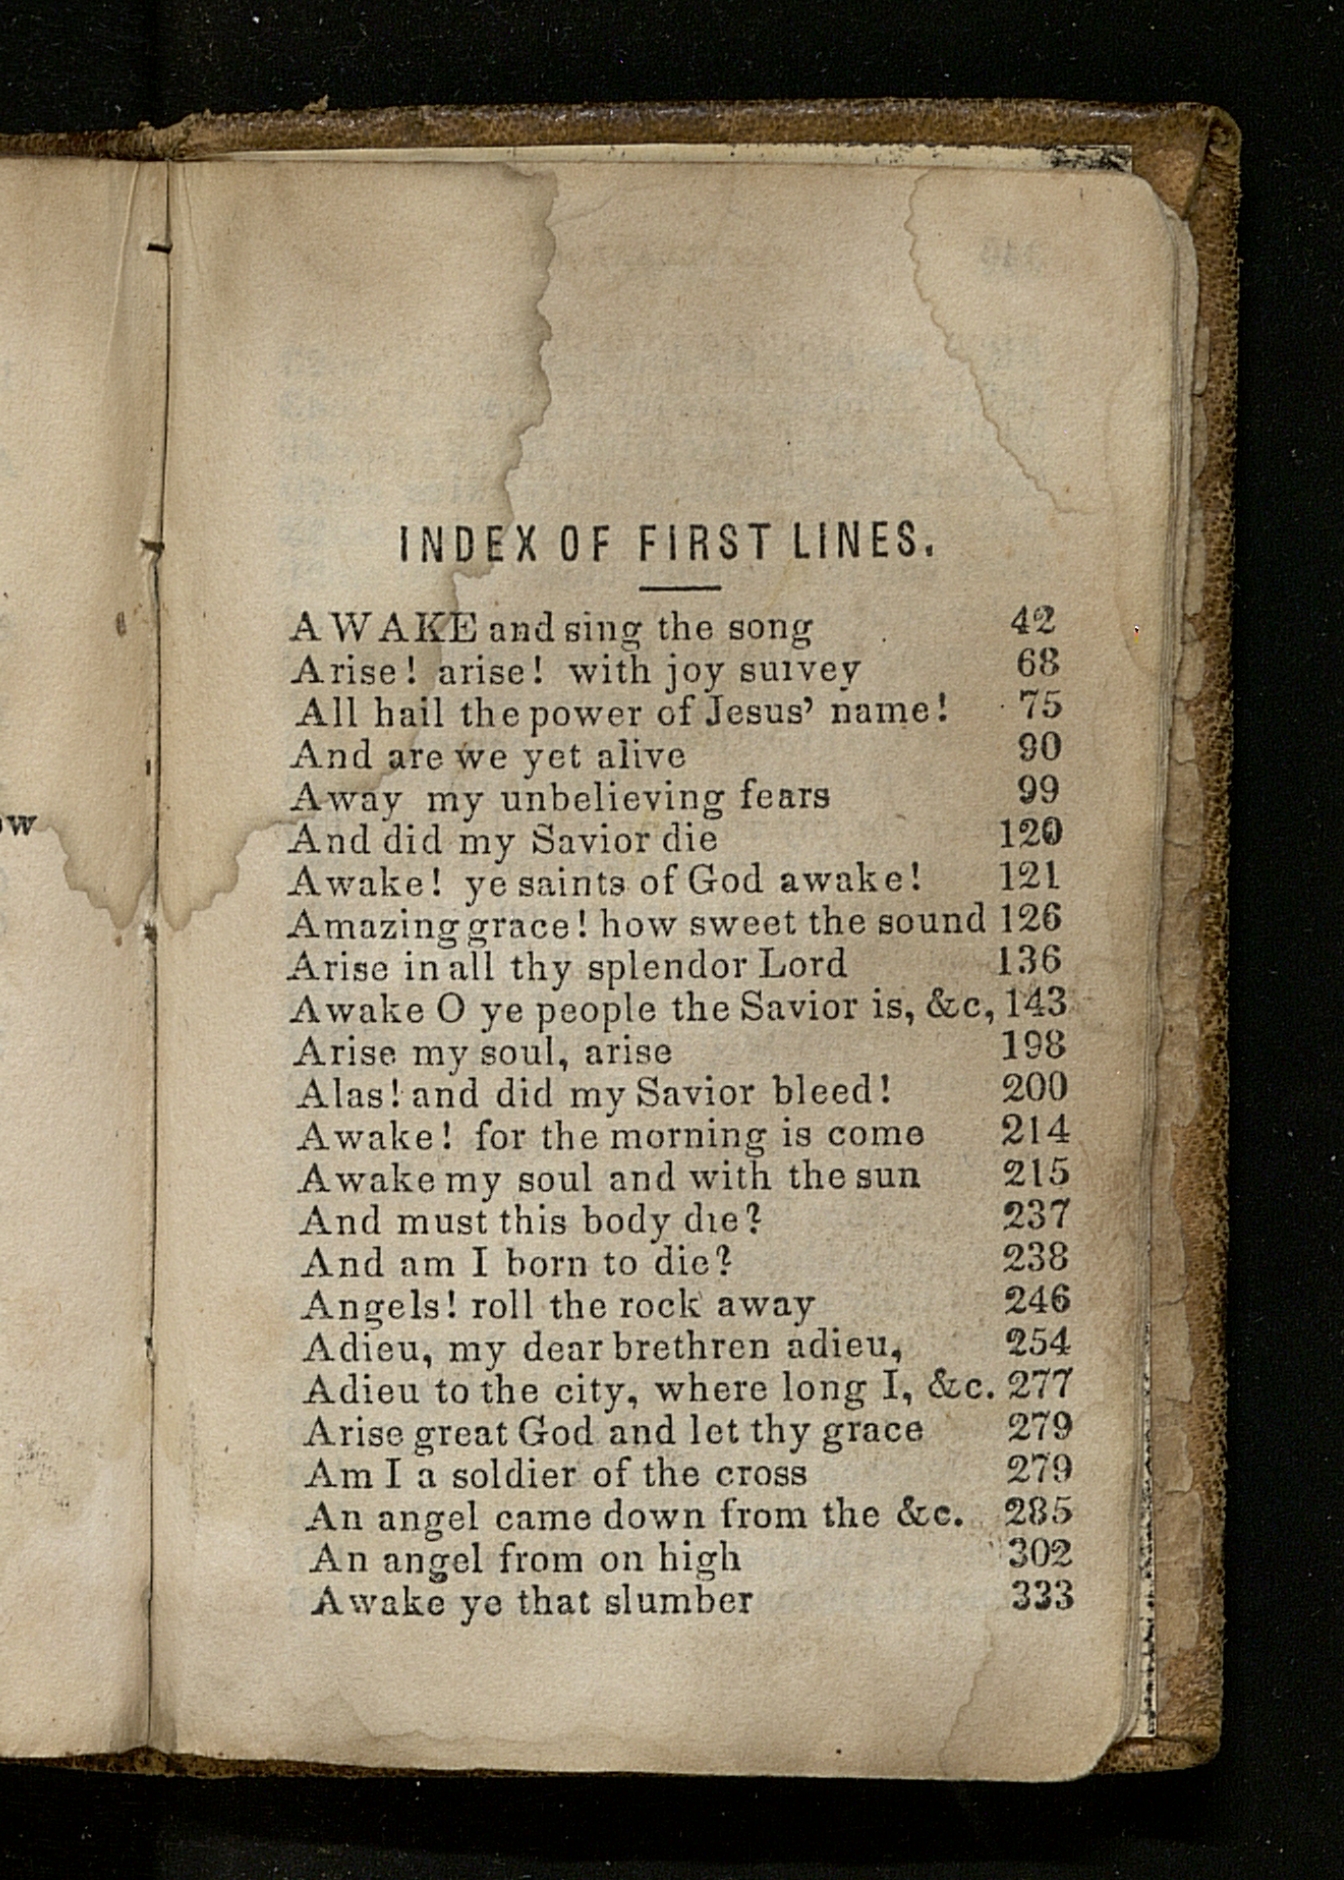 INDEX OF FIRST LINES.
AWAKE and sing the song 42
Arise! arise! with joy survey 68
All hail the power of Jesus' name! 75
And are we yet alive 90
Away my unbelieving fears 99
And did my Savior die 120
Awake! ye saints of God awake! 121
Amazing grace! how sweet the sound 126
Arise in all thy splendor Lord 136
Awake O ye people the Savior is, &c, 143
Arise my soul, arise 198
Alas! and did my Savior bleed! 200
Awake! for the morning is come 214
Awake my soul and with the sun 215
And must this body die? 237
And am I born to die? 238
Angels! roll the rock away 246
Adieu, my dear brethren adieu, 254
Adieu to the city, where long I, &c. 277
Arise great God and let thy grace 279
Am I a soldier of the cross 279
An angel came down from the &c. 285
An angel from on high 302
Awake ye that slumber 333